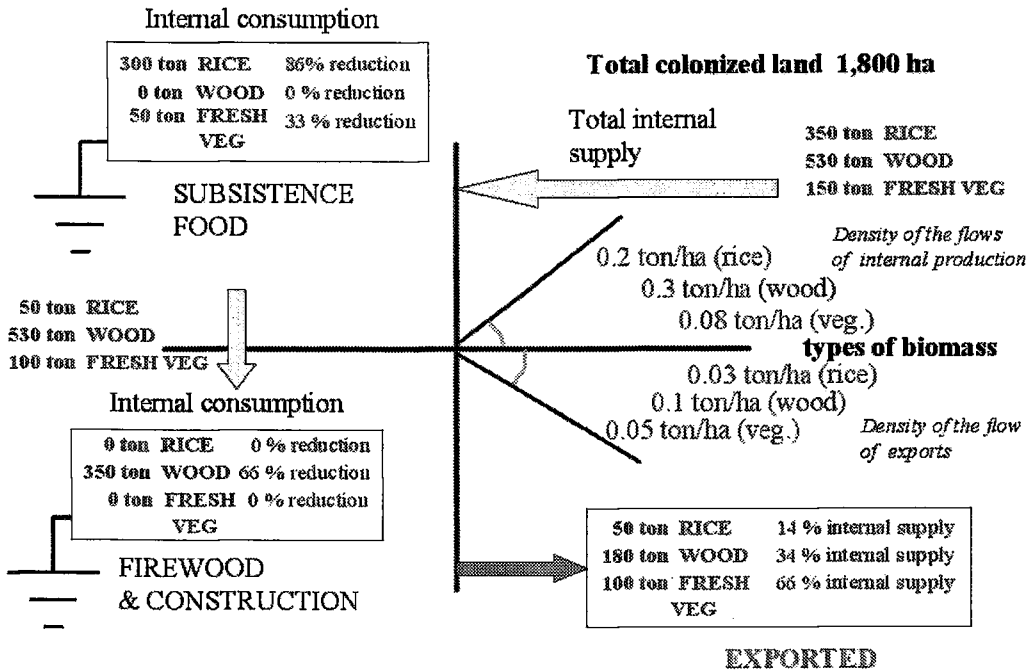 Internal consumption
300 ton RICE 86% reduction
0 ton WOOD 0 % reduction
50 ton FRESH 33 % reduction
VEG
SUBSISTENCE
FOOD
Total colonized land 1,800 ha
Total internal
supply
350 ton RICE
530 ton WOOD
150 ton FRESH VEG
Density of the flows
of internal production
0.2 ton/ha (rice)
0.3 ton/ha (wood)
0.08 ton/ha (veg.)
types of biomass
50 ton RICE
530 ton WOOD
100 ton FRESH VEG
0.03 ton/ha (rice)
0.1 ton/ha (wood)
0.05 ton/ha (veg.)
Density of the flow
of exports
Internal consumption
0 ton RICE 0 % reduction
350 ton WOOD 66 % reduction
0 ton FRESH 0 % reduction
VEG
FIREWOOD
& CONSTRUCTION
50 ton RICE 14 % internal supply
180 ton WOOD 34 % internal supply
100 ton FRESH 66 % internal supply
VEG
EXPORTED